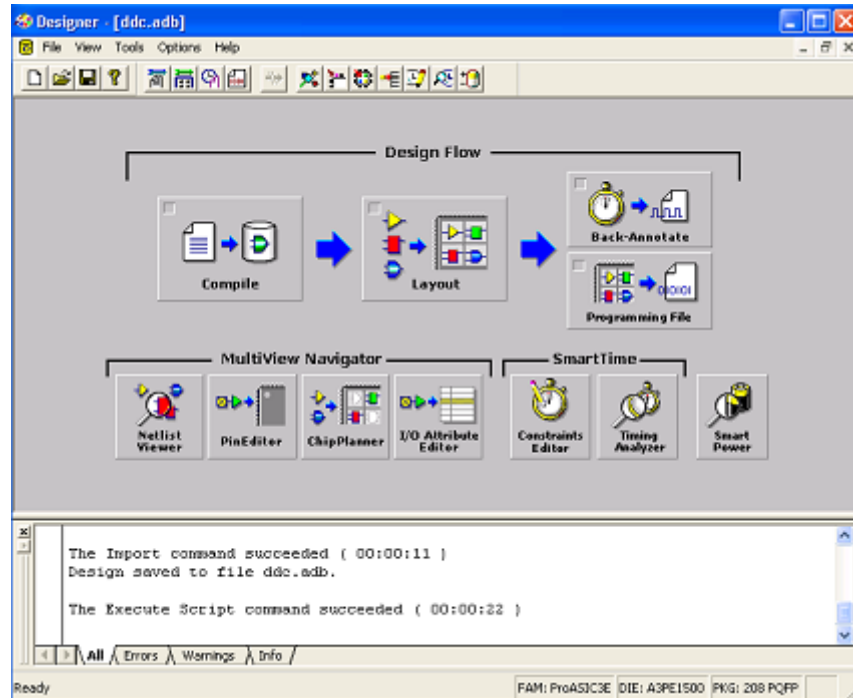 Designer - [ddc.adb]
File View Tools Options Help
Design Flow
Compile
Layout
Back-Annotate
Programming File
MultiView Navigator
SmartTime
Netlist
Viewer
PinEditor
ChipPlanner
I/O Attribute
Editor
Constraints
Editor
Timing
Analyzer
Smart
Power
The Import command succeeded ( 00:00:11 )
Design saved to file ddc.adb.
The Execute Script command succeeded ( 00:00:22 )
All Errors Warnings Info
Ready FAM: ProASIC3E DIE: A3PE1500 PKG: 208 PQFP